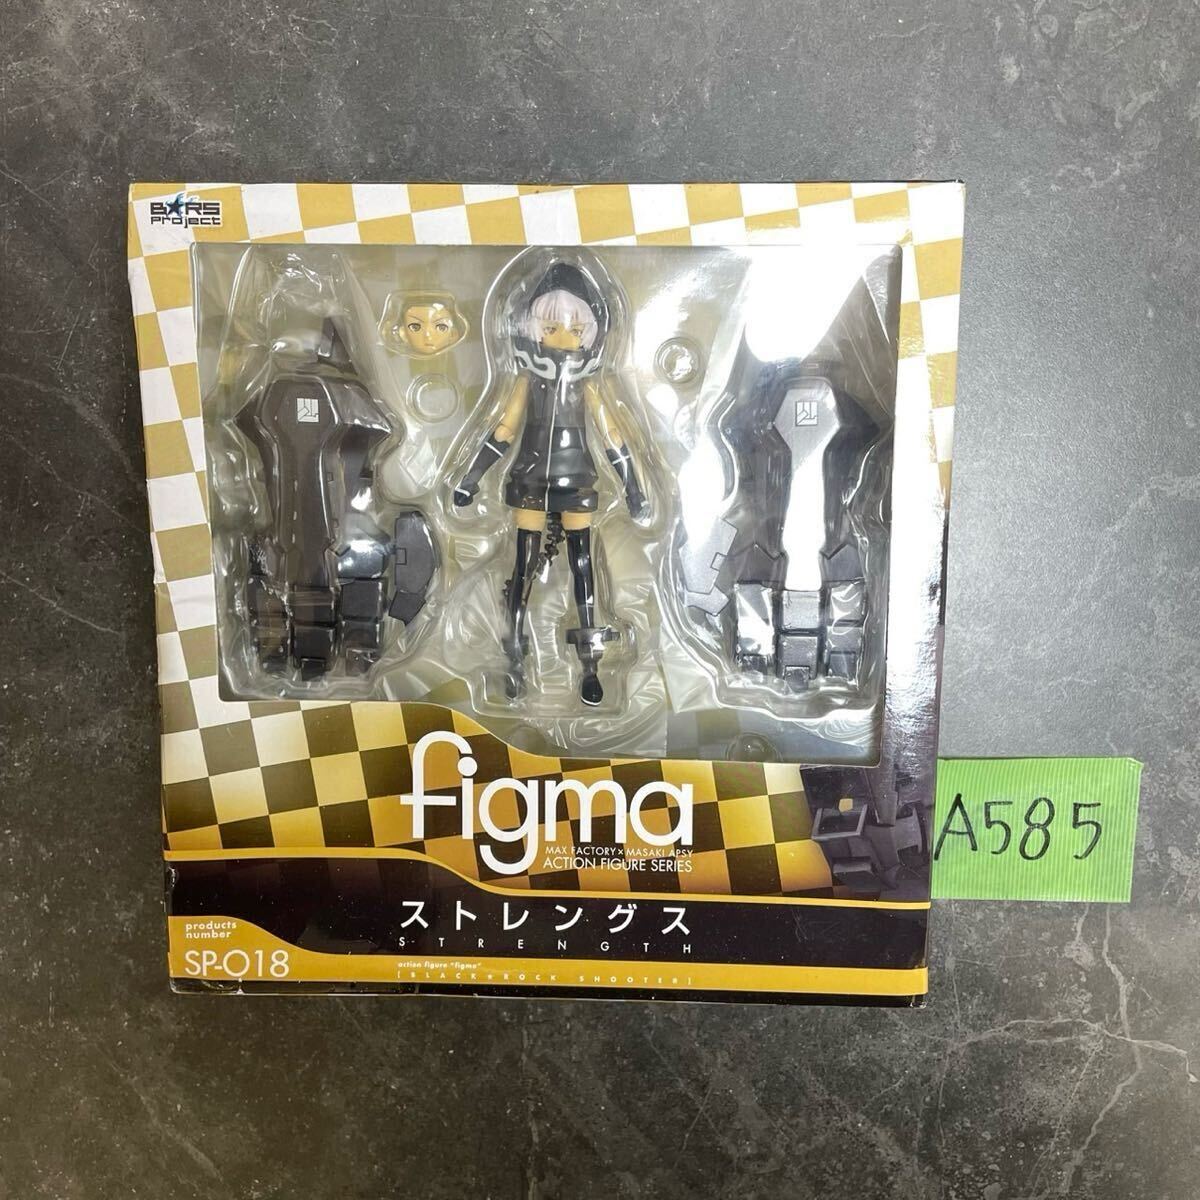 B★RS
Project
figma
MAX FACTORY×MASAKI APSY
ACTION FIGURE SERIES
A585
ストレングス
STRENGTH
products
number
SP-018
action figure "figma"
[BLACK★ROCK SHOOTER]